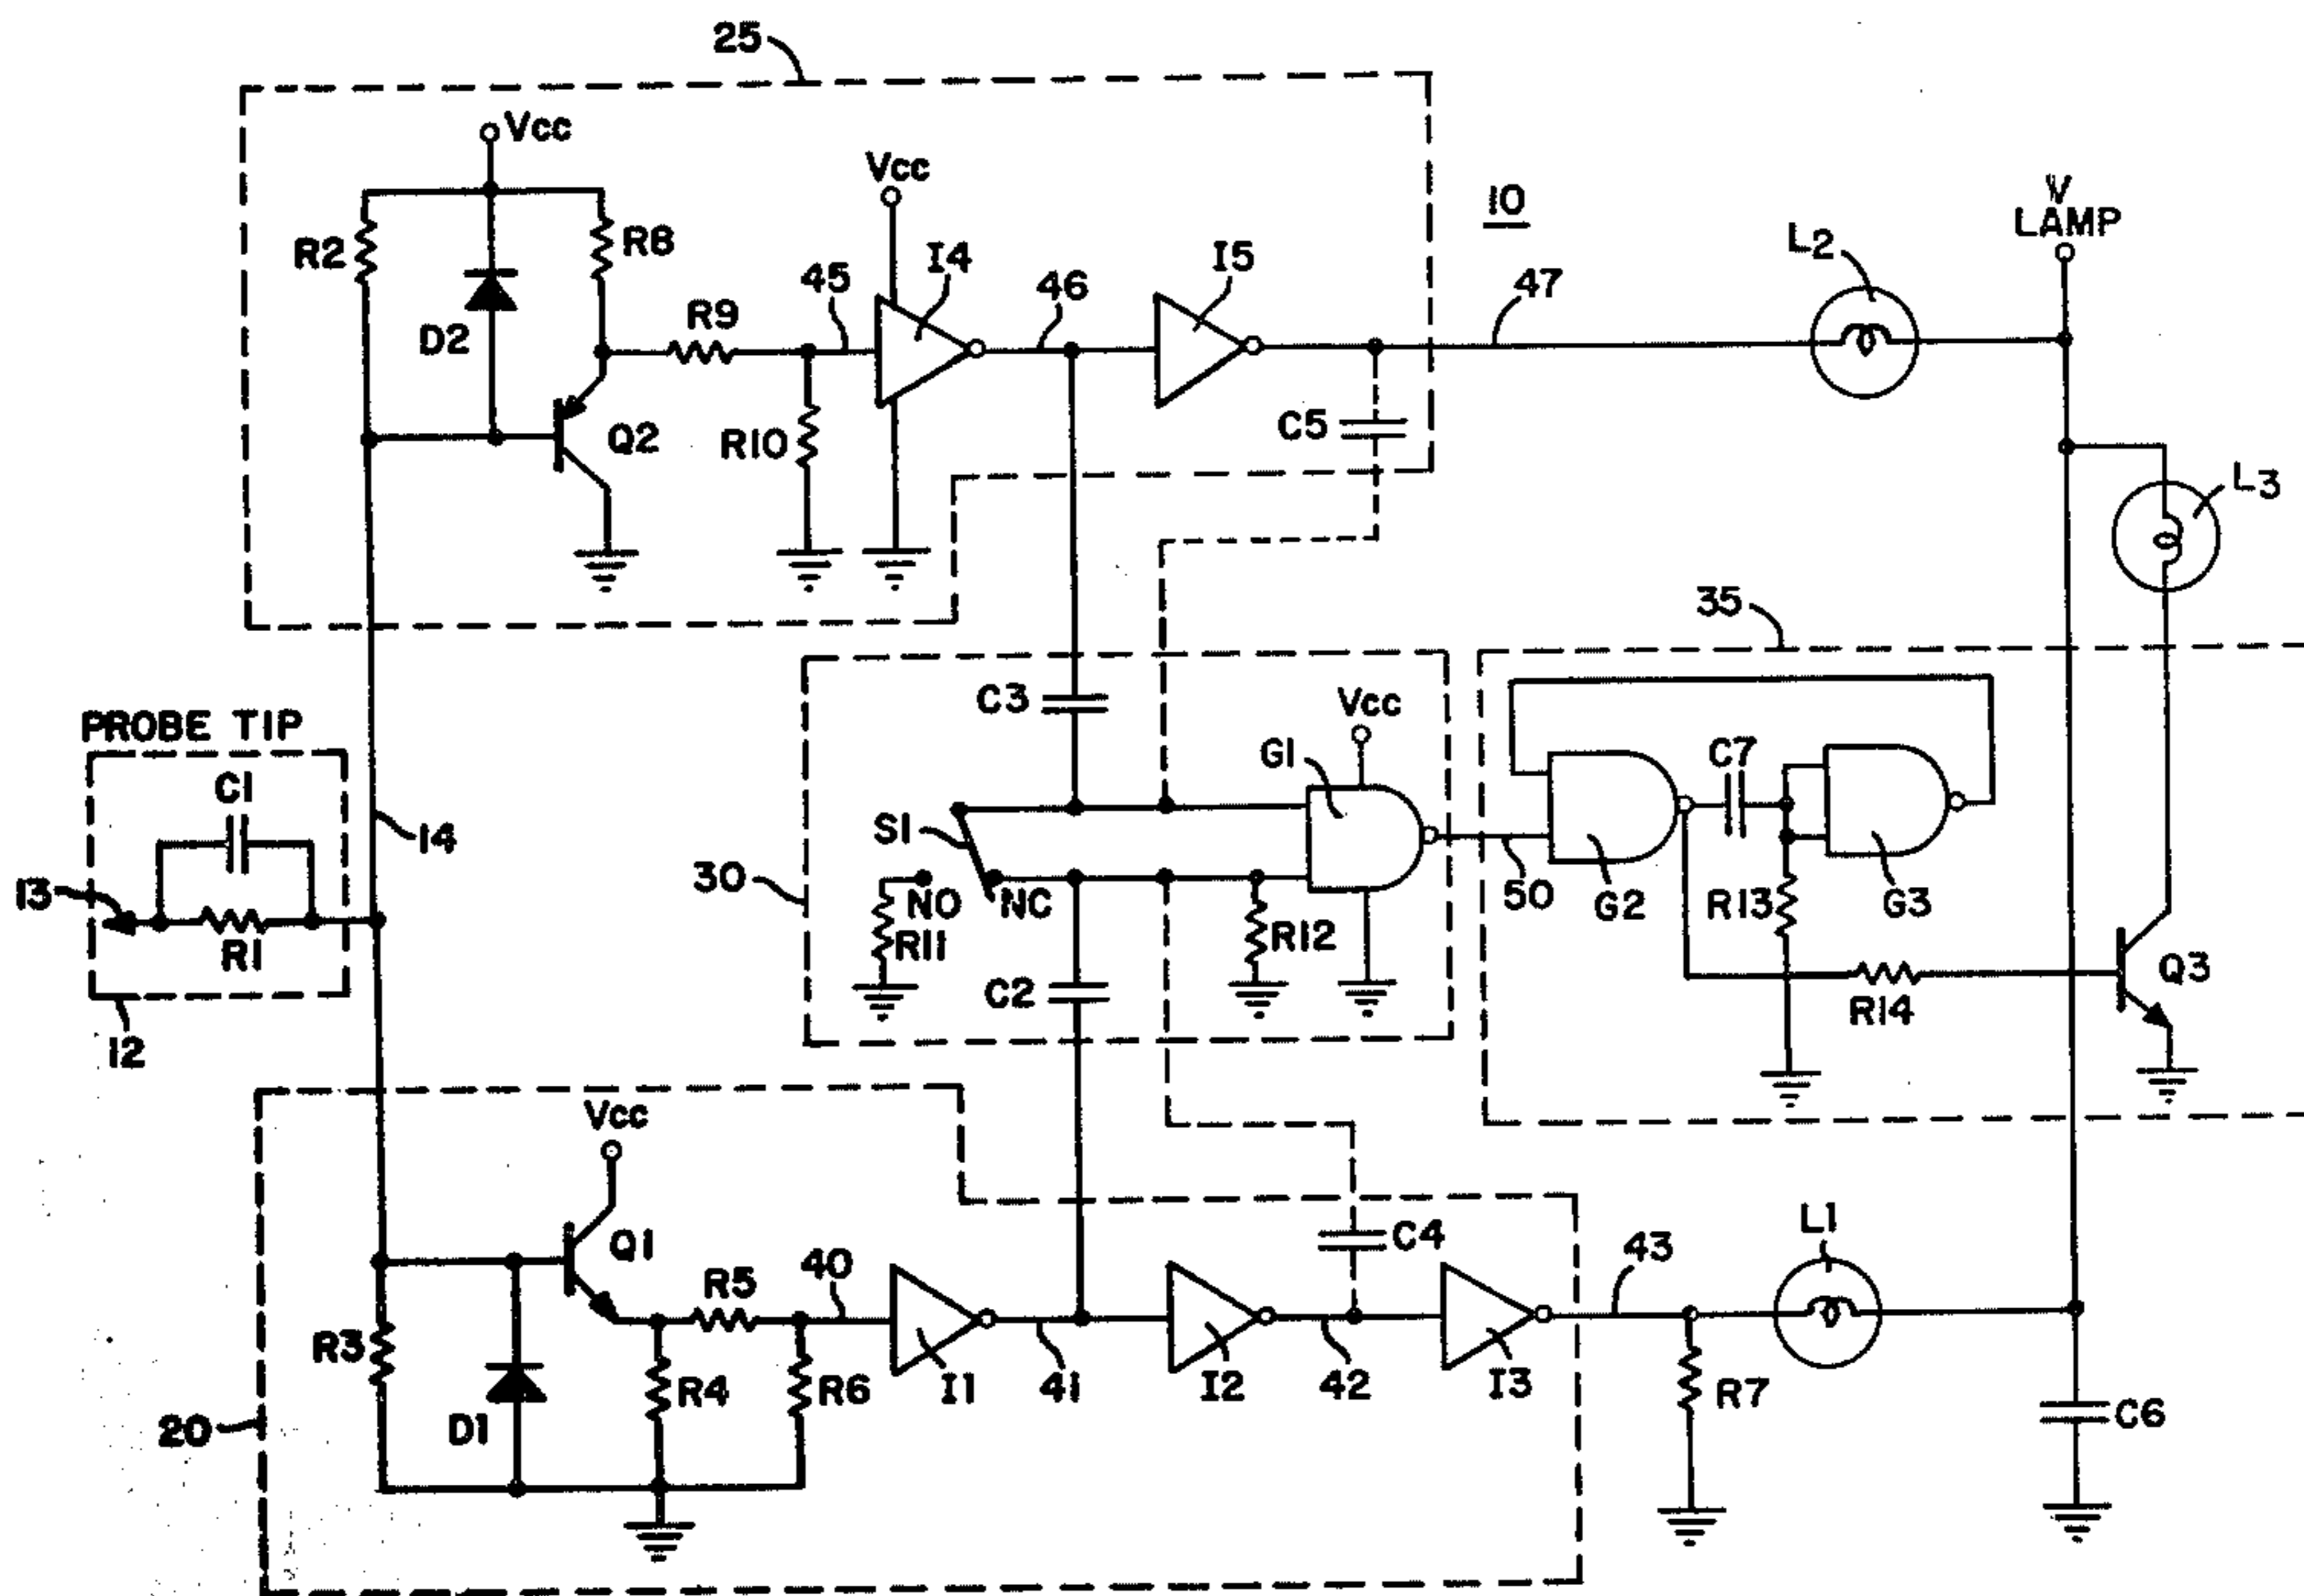 25
Vcc
Vcc
10
V
LAMP
R2
R8
D2
R9
45
I4
46
I5
47
L2
Q2
R10
C5
L3
35
PROBE TIP
C1
13
R1
12
14
C3
Vcc
G1
S1
30
NO
NC
R11
R12
C2
50
G2
C7
R13
G3
R14
Q3
20
Vcc
Q1
R3
D1
R5
40
R4
R6
I1
41
I2
42
C4
I3
43
L1
R7
C6